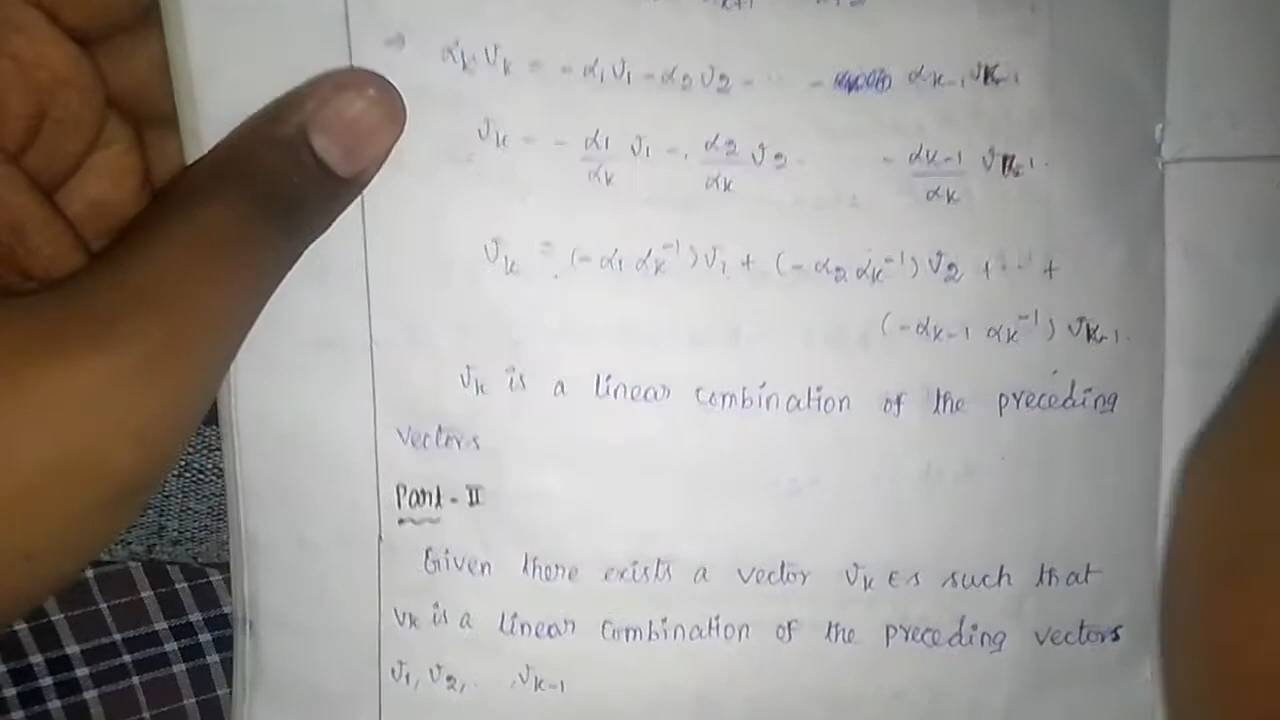 ⇒ αₖ vₖ = - α₁ v₁ - α₂ v₂ - ... - αₖ₋₁ vₖ₋₁.
vₖ = - α₁/αₖ v₁ - α₂/αₖ v₂ - αₖ₋₁/αₖ vₖ₋₁.
vₖ = (-α₁ αₖ⁻¹) v₁ + (-α₂ αₖ⁻¹) v₂ + ... +
(-αₖ₋₁ αₖ⁻¹) vₖ₋₁.
vₖ is a linear combination of the preceding
vectors
Part - II
Given there exists a vector vₖ ∈ s such that
vₖ is a linear combination of the preceding vectors
v₁, v₂, ... , vₖ₋₁